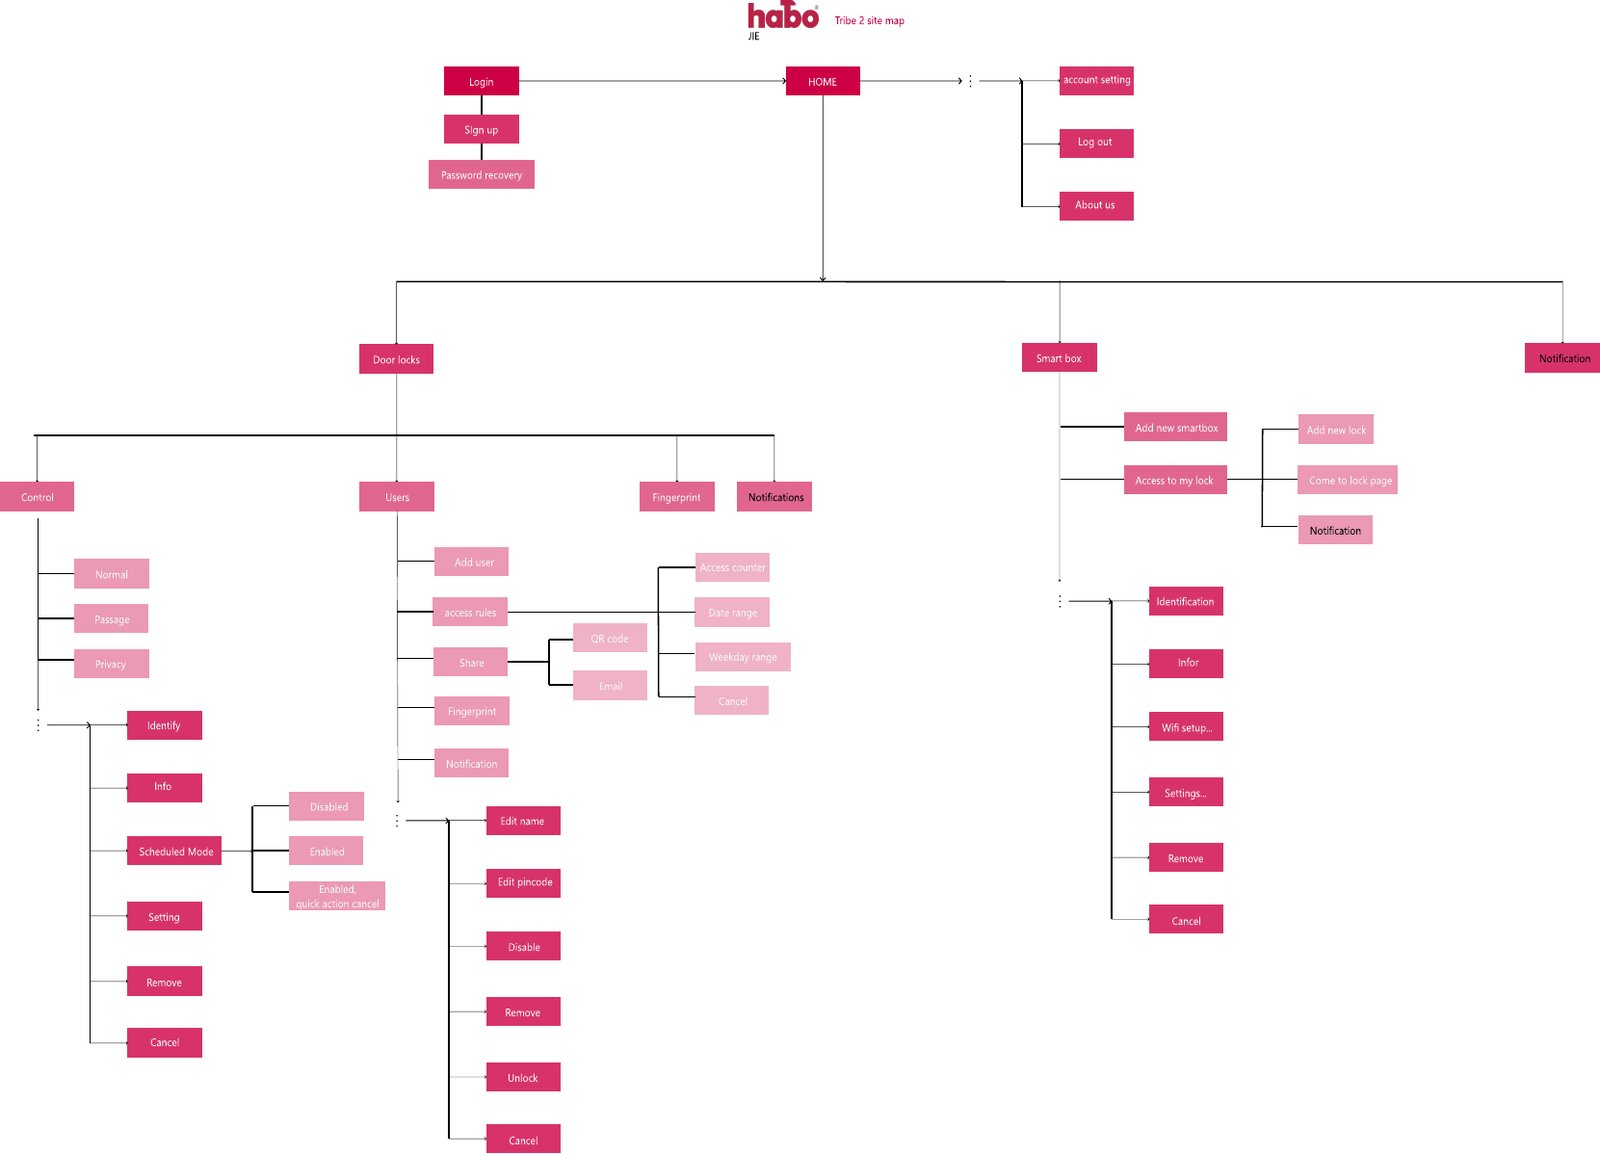 habo®
Tribe 2 site map
JIE
Login
HOME
⋮
account setting
Sign up
Log out
Password recovery
About us
Door locks
Smart box
Notification
Add new smartbox
Add new lock
Access to my lock
Come to lock page
Notification
Control
Users
Fingerprint
Notifications
Normal
Passage
Privacy
⋮
Identify
Info
Scheduled Mode
Disabled
Enabled
Enabled,
quick action cancel
Setting
Remove
Cancel
Add user
access rules
Access counter
Date range
Weekday range
Cancel
Share
QR code
Email
Fingerprint
Notification
⋮
Edit name
Edit pincode
Disable
Remove
Unlock
Cancel
⋮
Identification
Infor
Wifi setup...
Settings...
Remove
Cancel